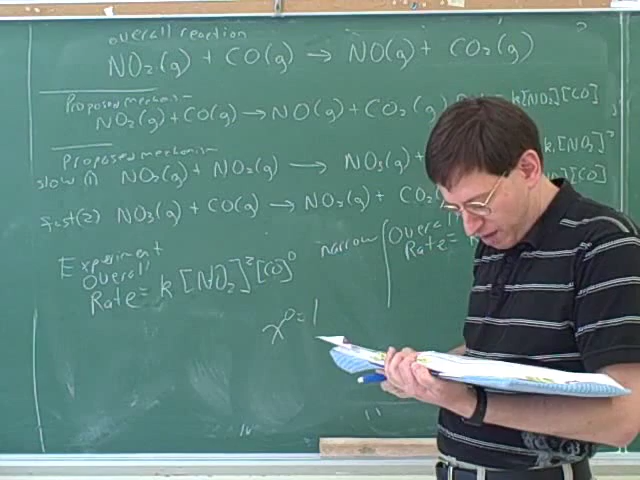 overall reaction
NO₂(g) + CO(g) → NO(g) + CO₂(g)
Proposed mechanism
NO₂(g) + CO(g) → NO(g) + CO₂(g) k[NO₂][CO]
Proposed mechanism
slow (1) NO₂(g) + NO₂(g) → NO₃(g) + k₁[NO₂]²
fast (2) NO₃(g) + CO(g) → NO₂(g) + CO₂ [CO]
Experiment
Overall
Rate = k [NO₂]² [CO]⁰
narrow
Overall
Rate =
x⁰ = 1